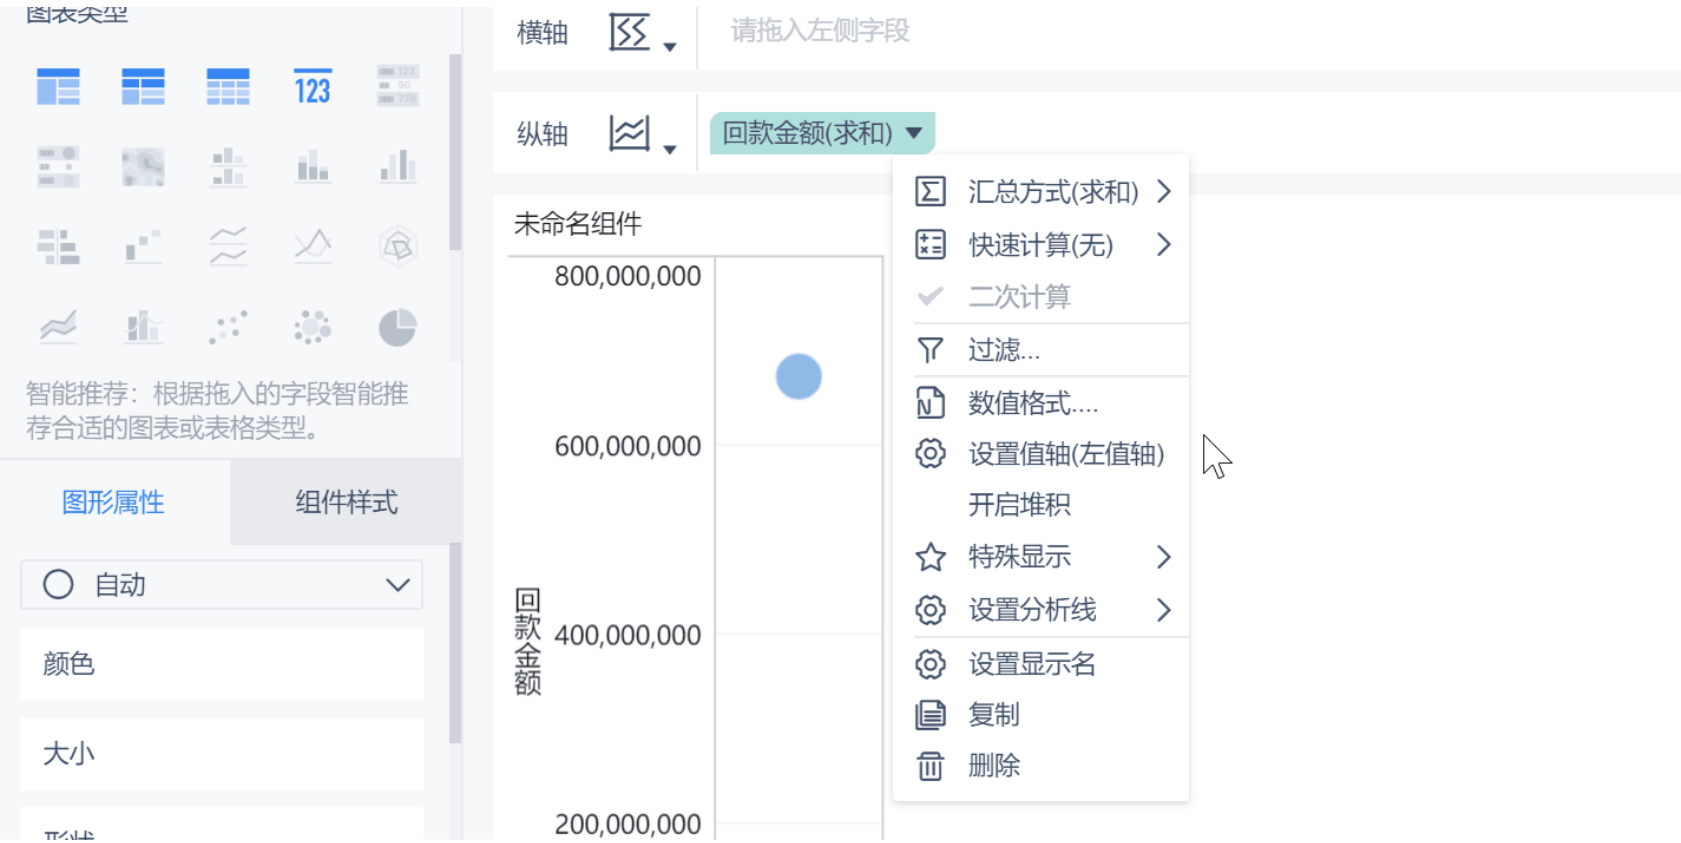 图表类型
123
123
90
776
智能推荐：根据拖入的字段智能推
荐合适的图表或表格类型。
图形属性
组件样式
自动
颜色
大小
形状
横轴
请拖入左侧字段
纵轴
回款金额(求和)
未命名组件
800,000,000
600,000,000
400,000,000
200,000,000
回款金额
汇总方式(求和)
快速计算(无)
二次计算
过滤...
数值格式....
设置值轴(左值轴)
开启堆积
特殊显示
设置分析线
设置显示名
复制
删除